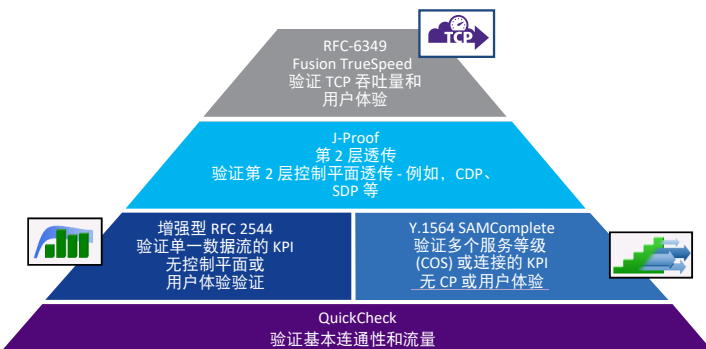 TCP
RFC-6349
Fusion TrueSpeed
验证 TCP 吞吐量和
用户体验
J-Proof
第 2 层透传
验证第 2 层控制平面透传 - 例如，CDP、
SDP 等
增强型 RFC 2544
验证单一数据流的 KPI
无控制平面或
用户体验验证
Y.1564 SAMComplete
验证多个服务等级
(COS) 或连接的 KPI
无 CP 或用户体验
QuickCheck
验证基本连通性和流量